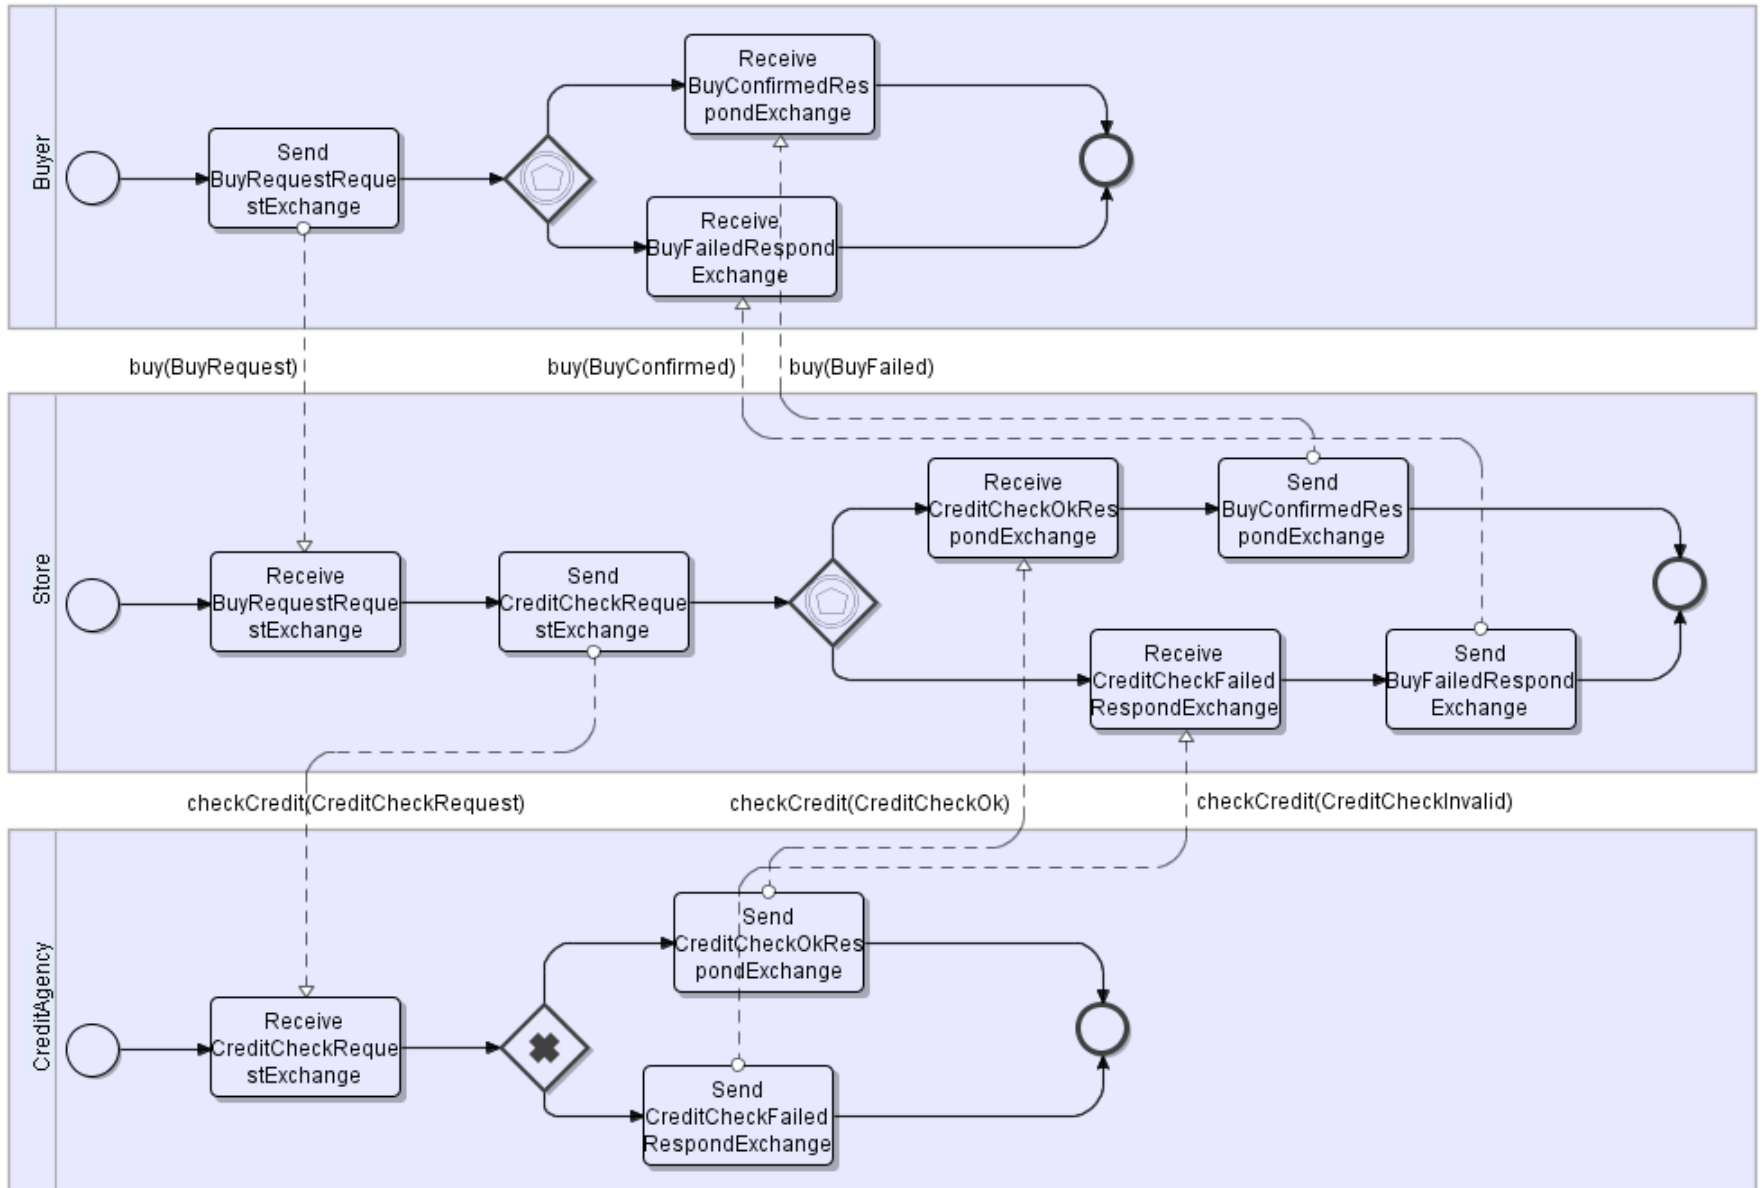 Buyer
Send
BuyRequestReque
stExchange
Receive
BuyConfirmedRes
pondExchange
Receive
BuyFailedRespond
Exchange
buy(BuyRequest)
buy(BuyConfirmed)
buy(BuyFailed)
Store
Receive
BuyRequestReque
stExchange
Send
CreditCheckReque
stExchange
Receive
CreditCheckOkRes
pondExchange
Send
BuyConfirmedRes
pondExchange
Receive
CreditCheckFailed
RespondExchange
Send
BuyFailedRespond
Exchange
checkCredit(CreditCheckRequest)
checkCredit(CreditCheckOk)
checkCredit(CreditCheckInvalid)
CreditAgency
Receive
CreditCheckReque
stExchange
Send
CreditCheckOkRes
pondExchange
Send
CreditCheckFailed
RespondExchange